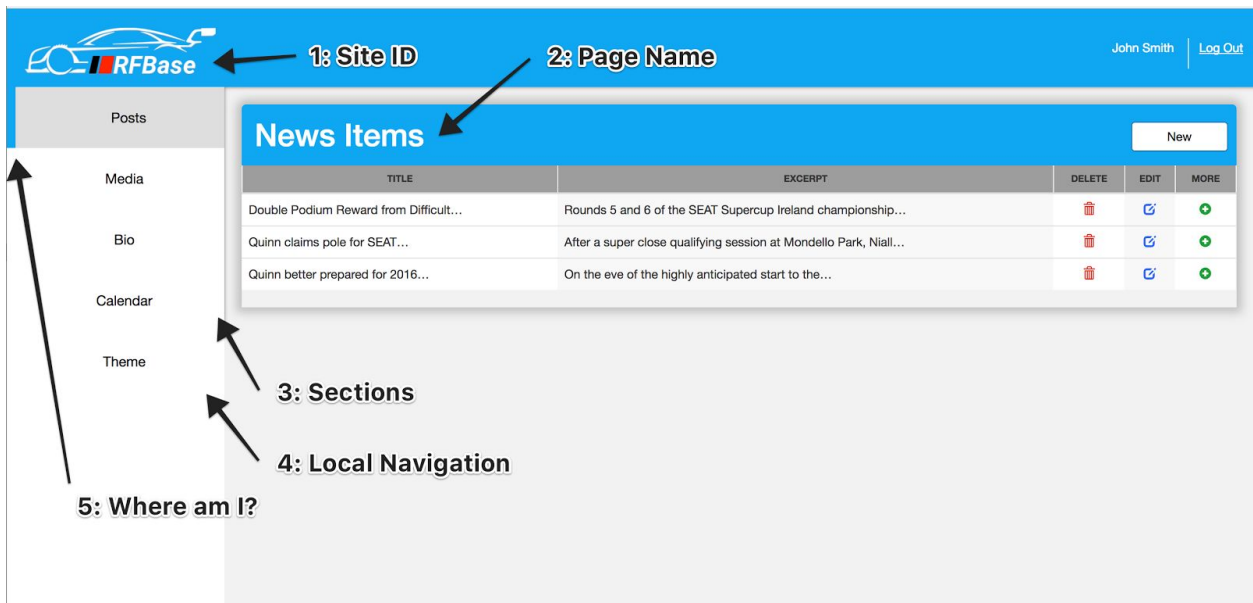 RFBase
1: Site ID
2: Page Name
John Smith
Log Out
Posts
Media
Bio
Calendar
Theme
News Items
New
TITLE EXCERPT DELETE EDIT MORE
Double Podium Reward from Difficult... Rounds 5 and 6 of the SEAT Supercup Ireland championship...
Quinn claims pole for SEAT... After a super close qualifying session at Mondello Park, Niall...
Quinn better prepared for 2016... On the eve of the highly anticipated start to the...
3: Sections
4: Local Navigation
5: Where am I?